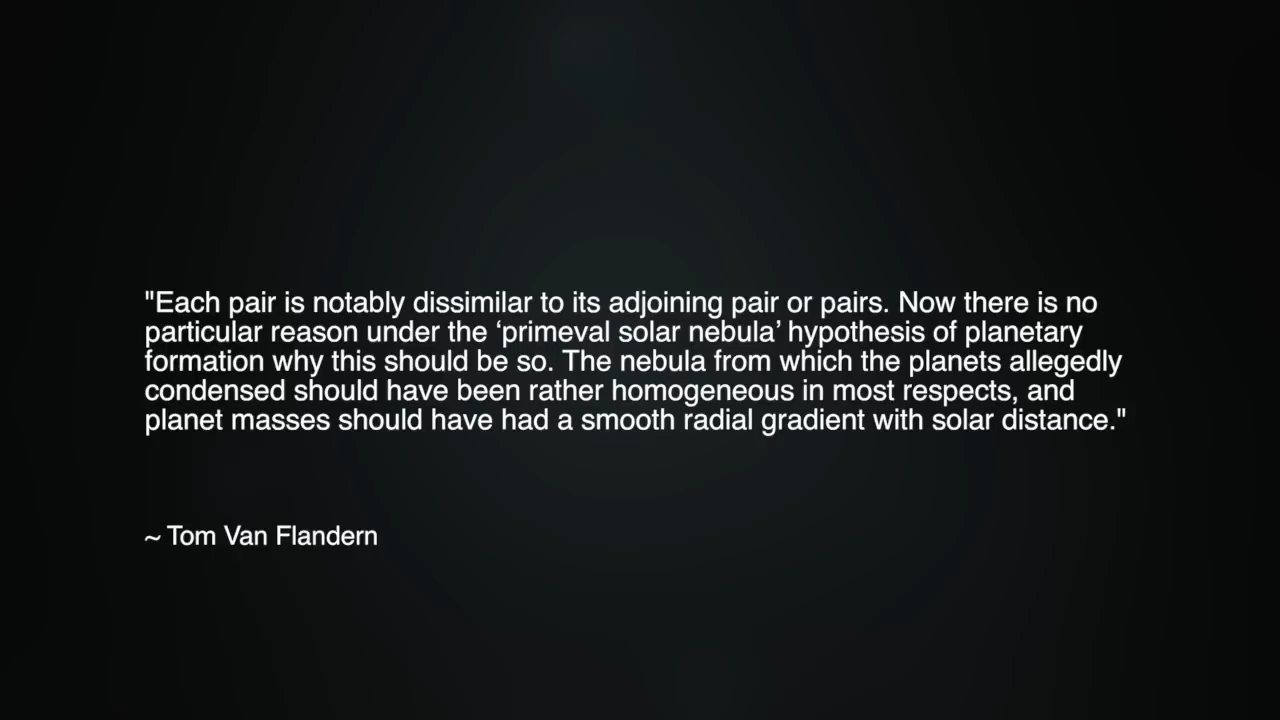 "Each pair is notably dissimilar to its adjoining pair or pairs. Now there is no
particular reason under the ‘primeval solar nebula’ hypothesis of planetary
formation why this should be so. The nebula from which the planets allegedly
condensed should have been rather homogeneous in most respects, and
planet masses should have had a smooth radial gradient with solar distance."
~ Tom Van Flandern